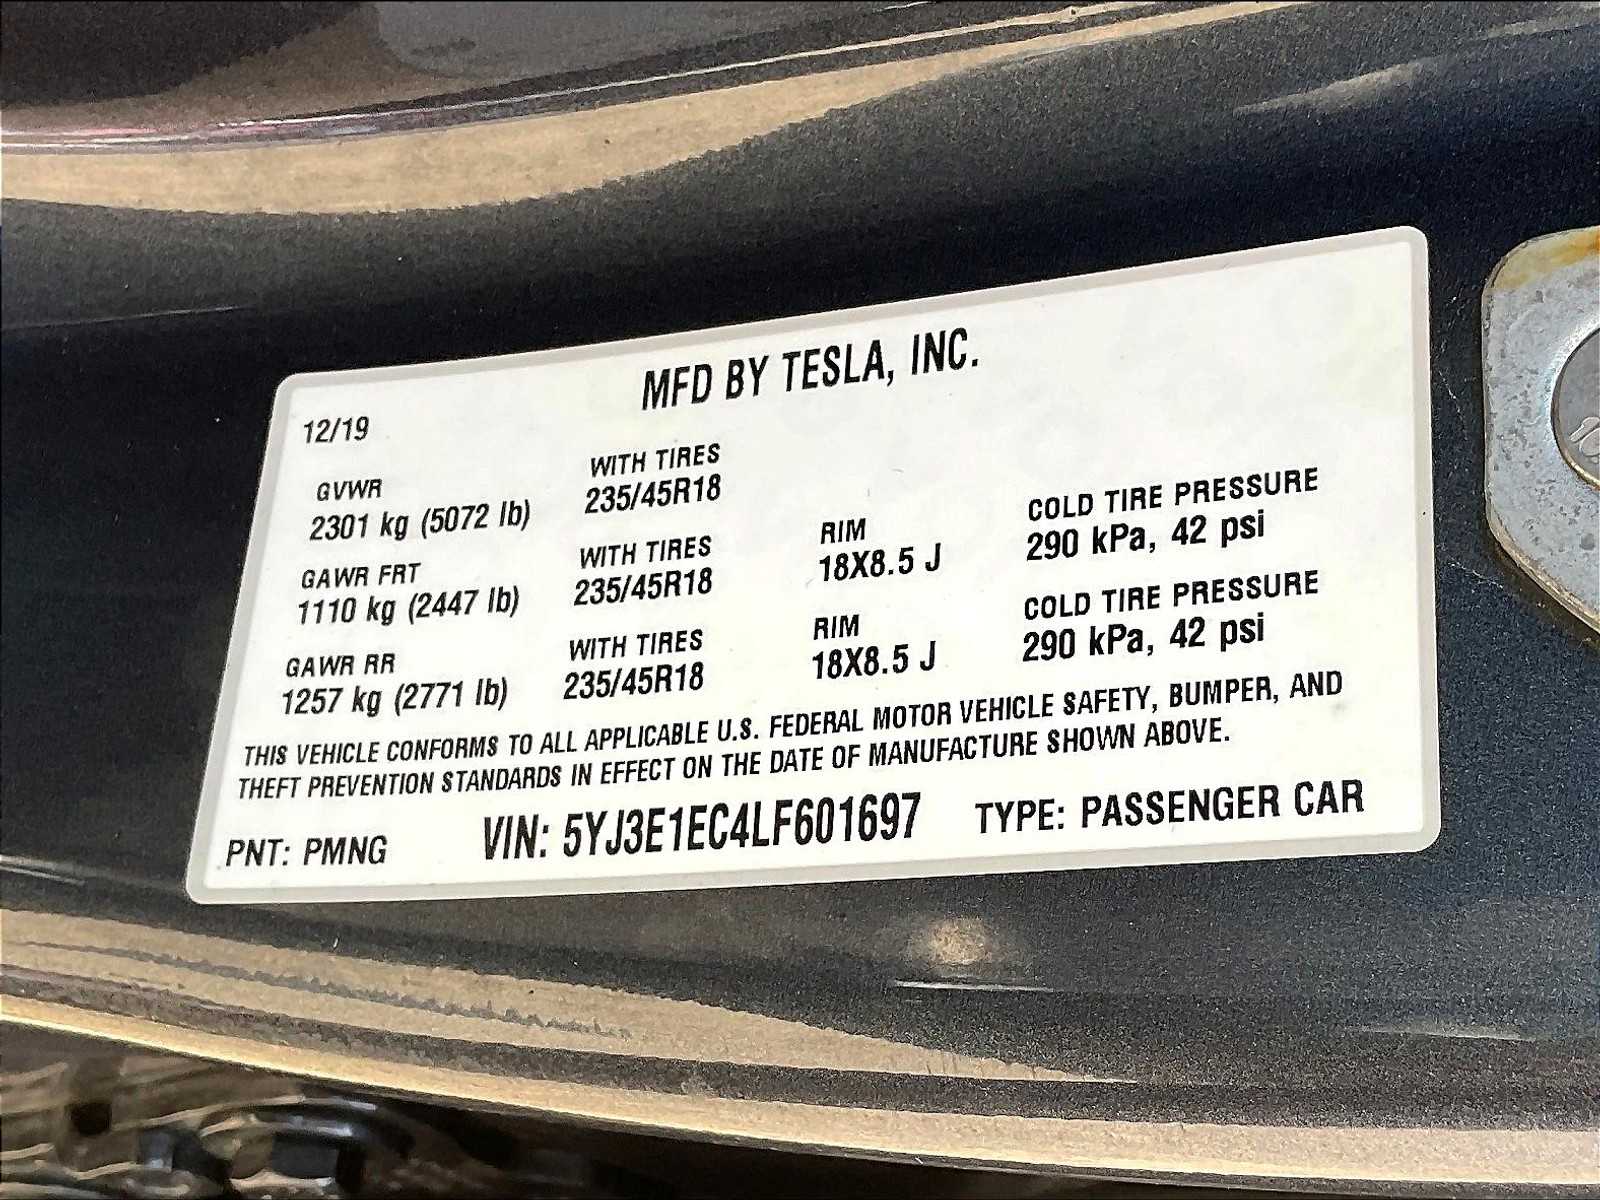 MFD BY TESLA, INC.
12/19
GVWR WITH TIRES
2301 kg (5072 lb) 235/45R18
GAWR FRT WITH TIRES RIM COLD TIRE PRESSURE
1110 kg (2447 lb) 235/45R18 18X8.5 J 290 kPa, 42 psi
GAWR RR WITH TIRES RIM COLD TIRE PRESSURE
1257 kg (2771 lb) 235/45R18 18X8.5 J 290 kPa, 42 psi
THIS VEHICLE CONFORMS TO ALL APPLICABLE U.S. FEDERAL MOTOR VEHICLE SAFETY, BUMPER, AND
THEFT PREVENTION STANDARDS IN EFFECT ON THE DATE OF MANUFACTURE SHOWN ABOVE.
PNT: PMNG VIN: 5YJ3E1EC4LF601697 TYPE: PASSENGER CAR